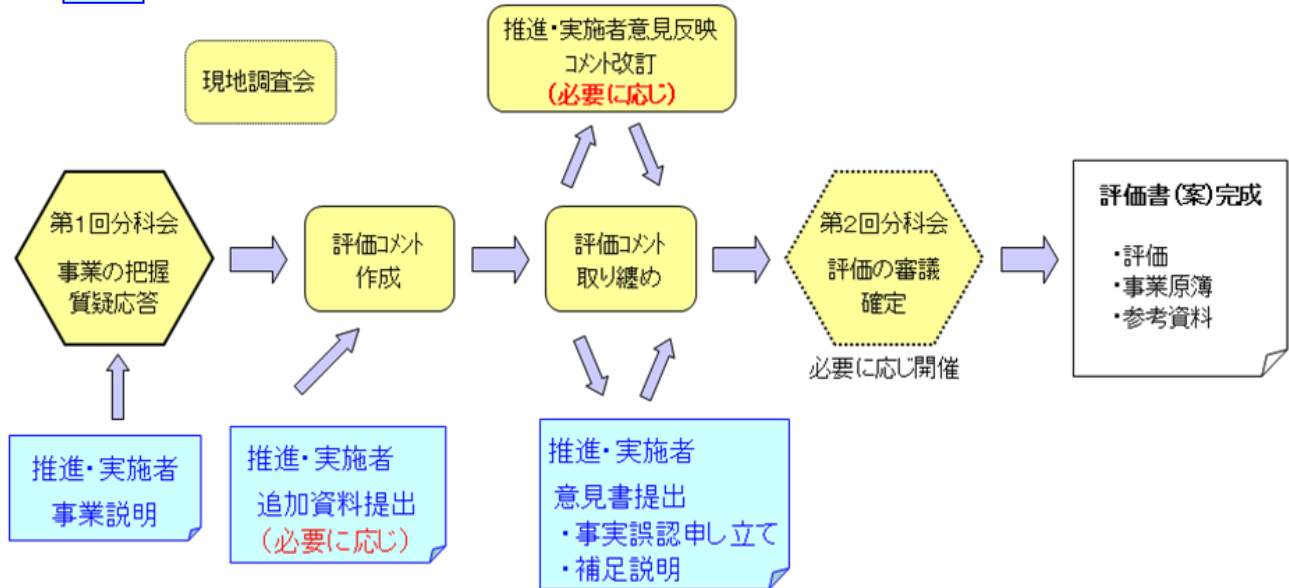 現地調査会
推進・実施者意見反映
コメント改訂
(必要に応じ)
第1回分科会
事業の把握
質疑応答
評価コメント
作成
評価コメント
取り纏め
第2回分科会
評価の審議
確定
必要に応じ開催
評価書(案)完成
・評価
・事業原簿
・参考資料
推進・実施者
事業説明
推進・実施者
追加資料提出
(必要に応じ)
推進・実施者
意見書提出
・事実誤認申し立て
・補足説明